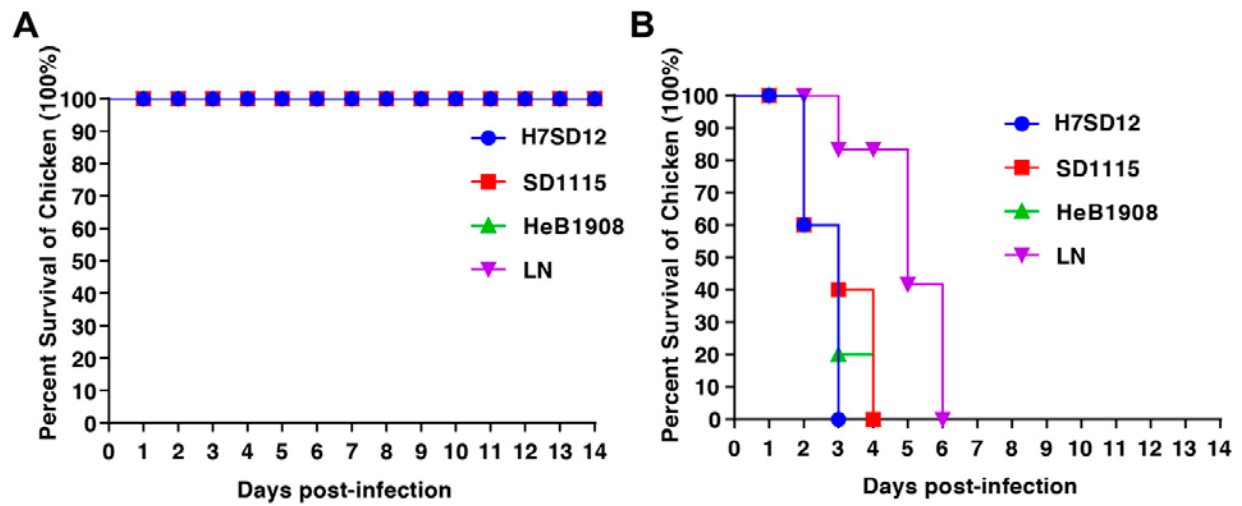 A
Percent Survival of Chicken (100%)
100
90
80
70
60
50
40
30
20
10
0
0 1 2 3 4 5 6 7 8 9 10 11 12 13 14
Days post-infection
H7SD12
SD1115
HeB1908
LN
B
Percent Survival of Chicken (100%)
100
90
80
70
60
50
40
30
20
10
0
0 1 2 3 4 5 6 7 8 9 10 11 12 13 14
Days post-infection
H7SD12
SD1115
HeB1908
LN